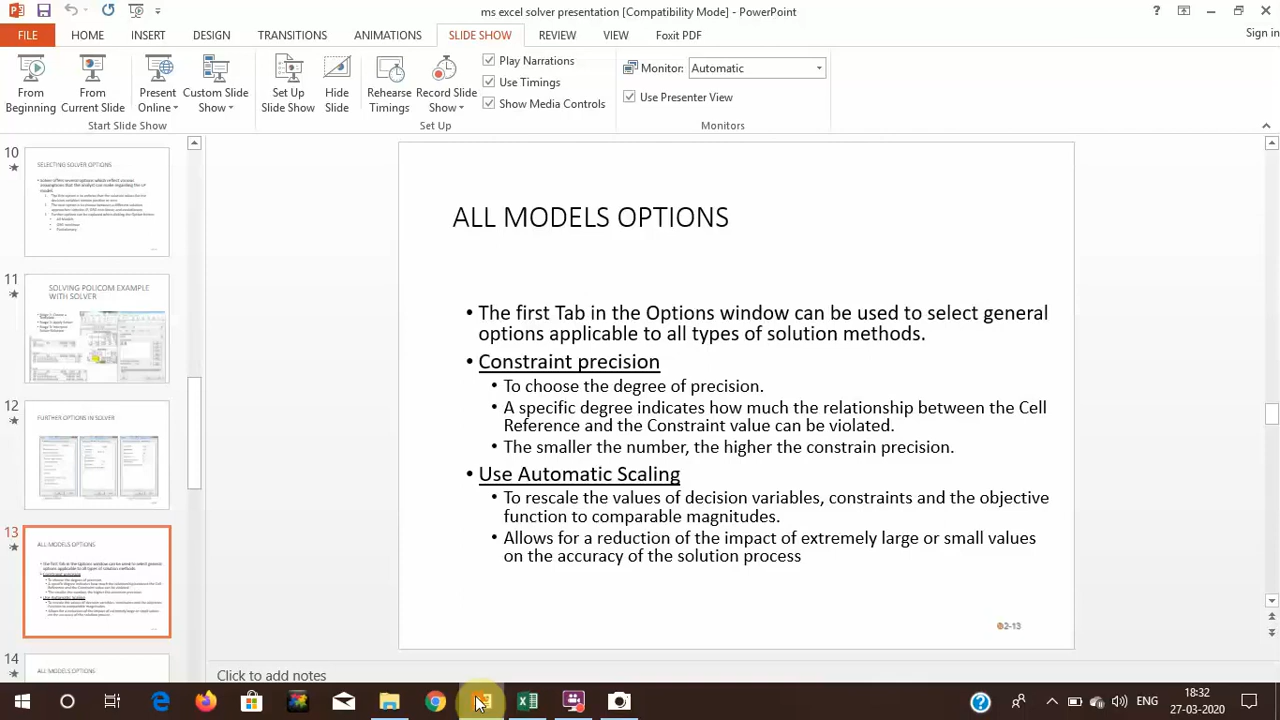 ms excel solver presentation [Compatibility Mode] - PowerPoint
FILE
HOME
INSERT
DESIGN
TRANSITIONS
ANIMATIONS
SLIDE SHOW
REVIEW
VIEW
Foxit PDF
Sign in
From Beginning
From Current Slide
Present Online
Custom Slide Show
Set Up Slide Show
Hide Slide
Rehearse Timings
Record Slide Show
Play Narrations
Use Timings
Show Media Controls
Monitor: Automatic
Use Presenter View
Start Slide Show
Set Up
Monitors
10
SELECTING SOLVER OPTIONS
11
SOLVING POLICOM EXAMPLE
WITH SOLVER
12
FURTHER OPTIONS IN SOLVER
13
ALL MODELS OPTIONS
14
ALL MODELS OPTIONS
ALL MODELS OPTIONS
• The first Tab in the Options window can be used to select general
options applicable to all types of solution methods.
• Constraint precision
• To choose the degree of precision.
• A specific degree indicates how much the relationship between the Cell
Reference and the Constraint value can be violated.
• The smaller the number, the higher the constrain precision.
• Use Automatic Scaling
• To rescale the values of decision variables, constraints and the objective
function to comparable magnitudes.
• Allows for a reduction of the impact of extremely large or small values
on the accuracy of the solution process
2-13
Click to add notes
ENG
18:32
27-03-2020